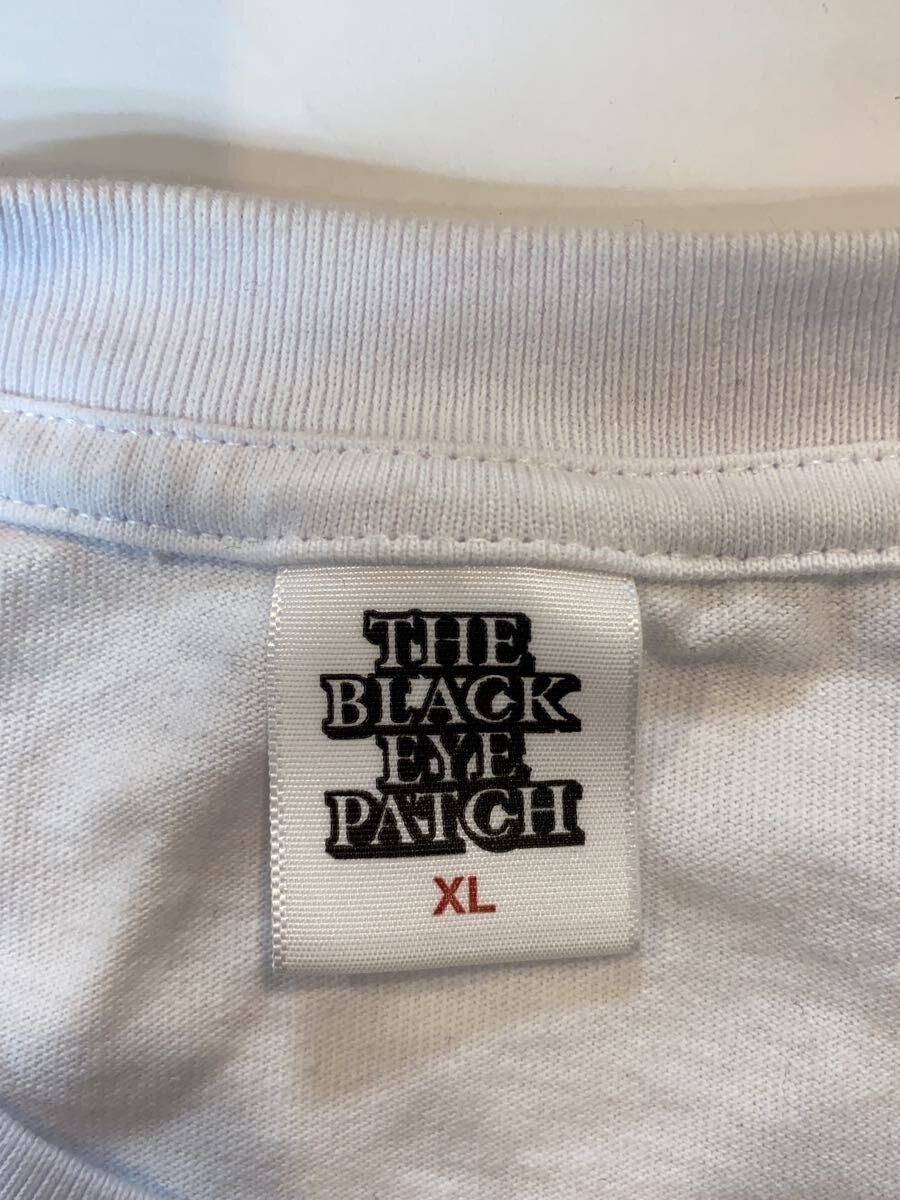 THE
BLACK
EYE
PATCH
XL